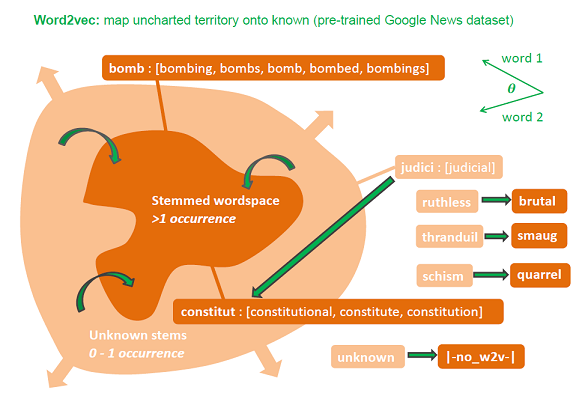 Word2vec: map uncharted territory onto known (pre-trained Google News dataset)
bomb : [bombing, bombs, bomb, bombed, bombings]
word 1
θ
word 2
judici : [judicial]
Stemmed wordspace
>1 occurrence
ruthless
brutal
thranduil
smaug
schism
quarrel
constitut : [constitutional, constitute, constitution]
Unknown stems
0 - 1 occurrence
unknown
|-no_w2v-|